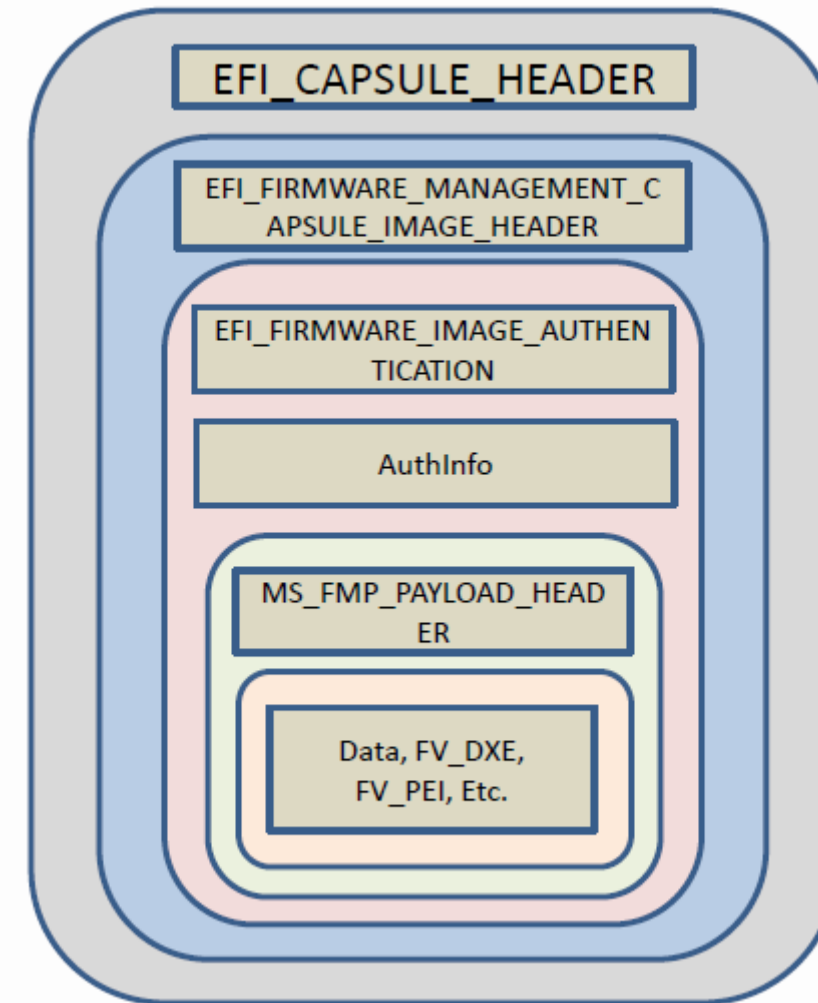 EFI_CAPSULE_HEADER
EFI_FIRMWARE_MANAGEMENT_C
APSULE_IMAGE_HEADER
EFI_FIRMWARE_IMAGE_AUTHEN
TICATION
AuthInfo
MS_FMP_PAYLOAD_HEAD
ER
Data, FV_DXE,
FV_PEI, Etc.